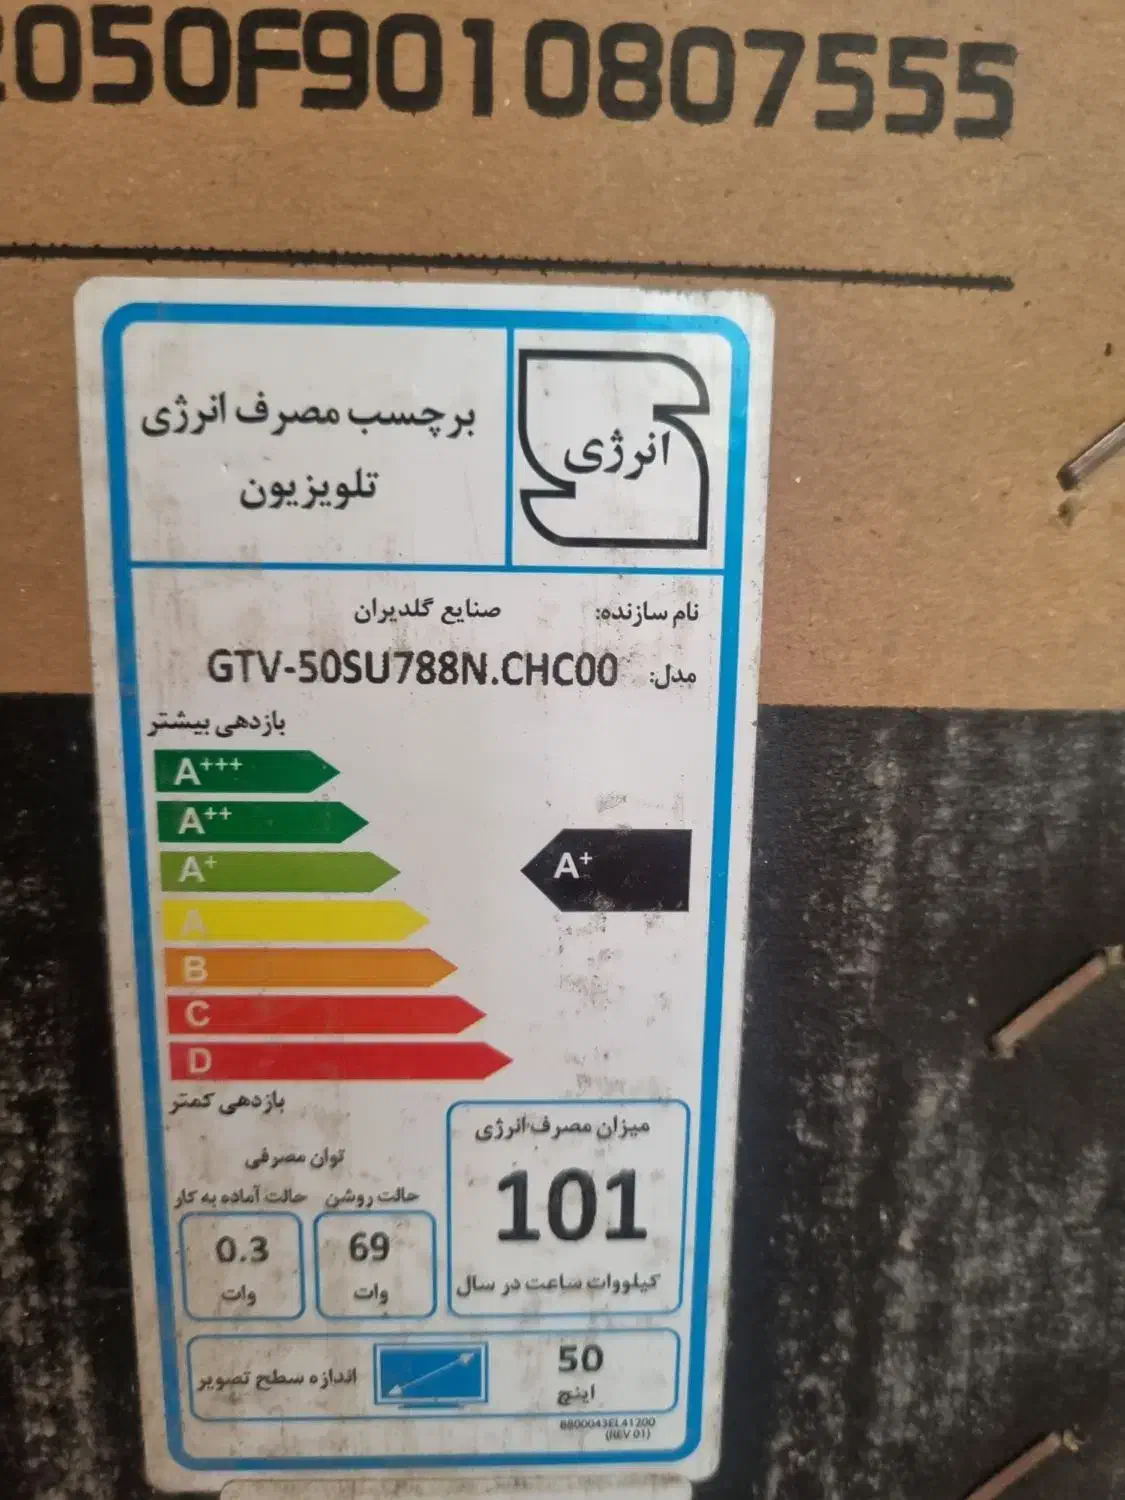 2050F9010807555
برچسب مصرف انرژی
تلویزیون
انرژی
نام سازنده: صنایع گلدیران
مدل: GTV-50SU788N.CHC00
بازدهی بیشتر
A+++
A++
A+
A+
A
B
C
D
بازدهی کمتر
میزان مصرف انرژی
101
کیلووات ساعت در سال
توان مصرفی
حالت روشن
69
وات
حالت آماده به کار
0.3
وات
50
اینچ
اندازه سطح تصویر
8800043EL41200
(REV 01)